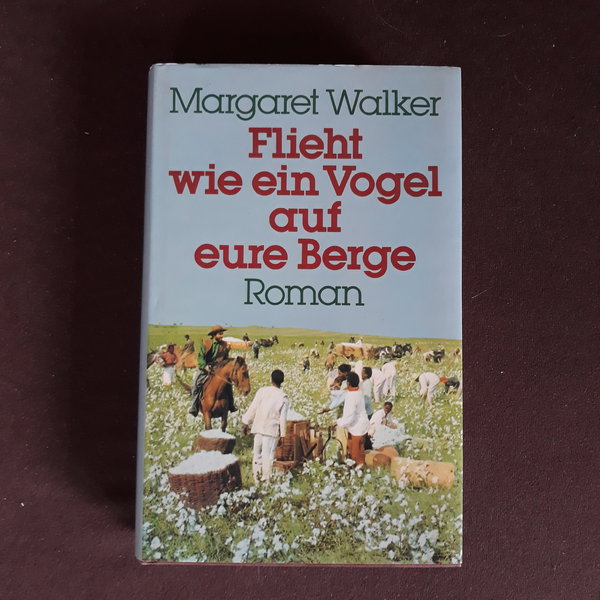 Margaret Walker
Flieht
wie ein Vogel
auf
eure Berge
Roman